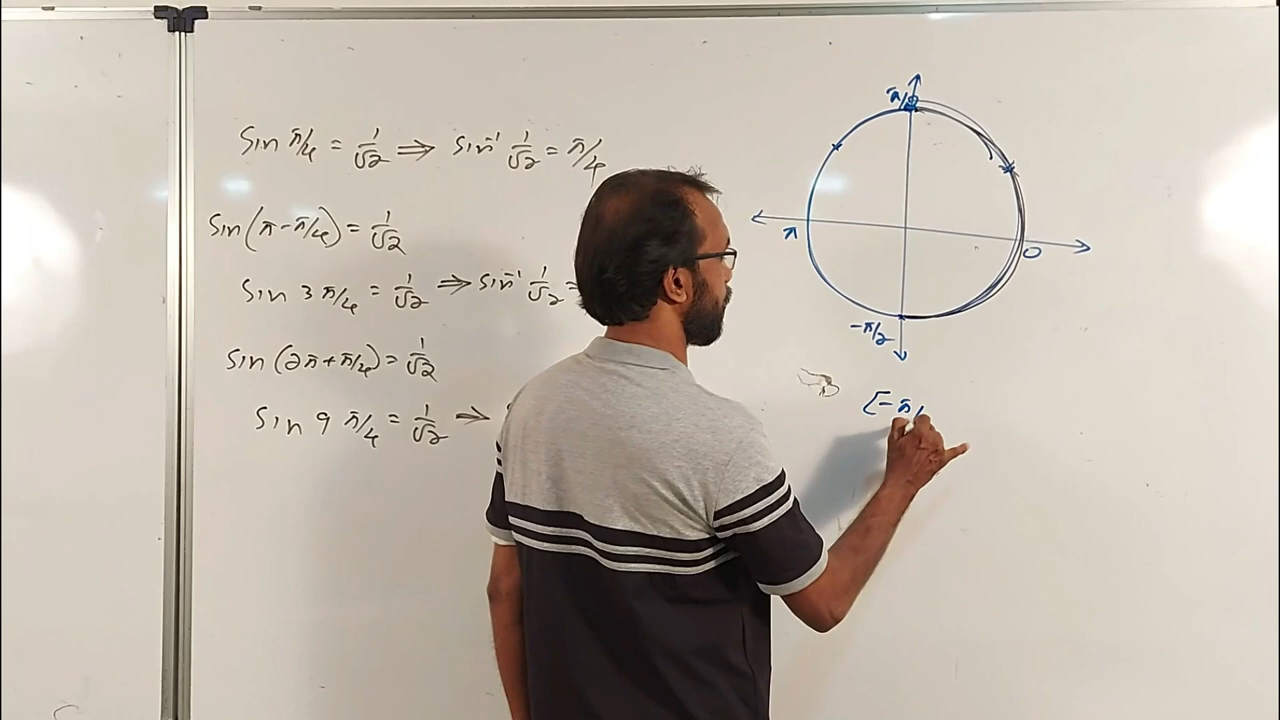 Sin π/4 = 1/√2 ⇒ sin⁻¹ 1/√2 = π/4
Sin(π-π/4) = 1/√2
Sin 3π/4 = 1/√2 ⇒ sin⁻¹ 1/√2 =
Sin(2π+π/4) = 1/√2
Sin 9π/4 = 1/√2 ⇒
π/
π
0
-π/2
[-π/